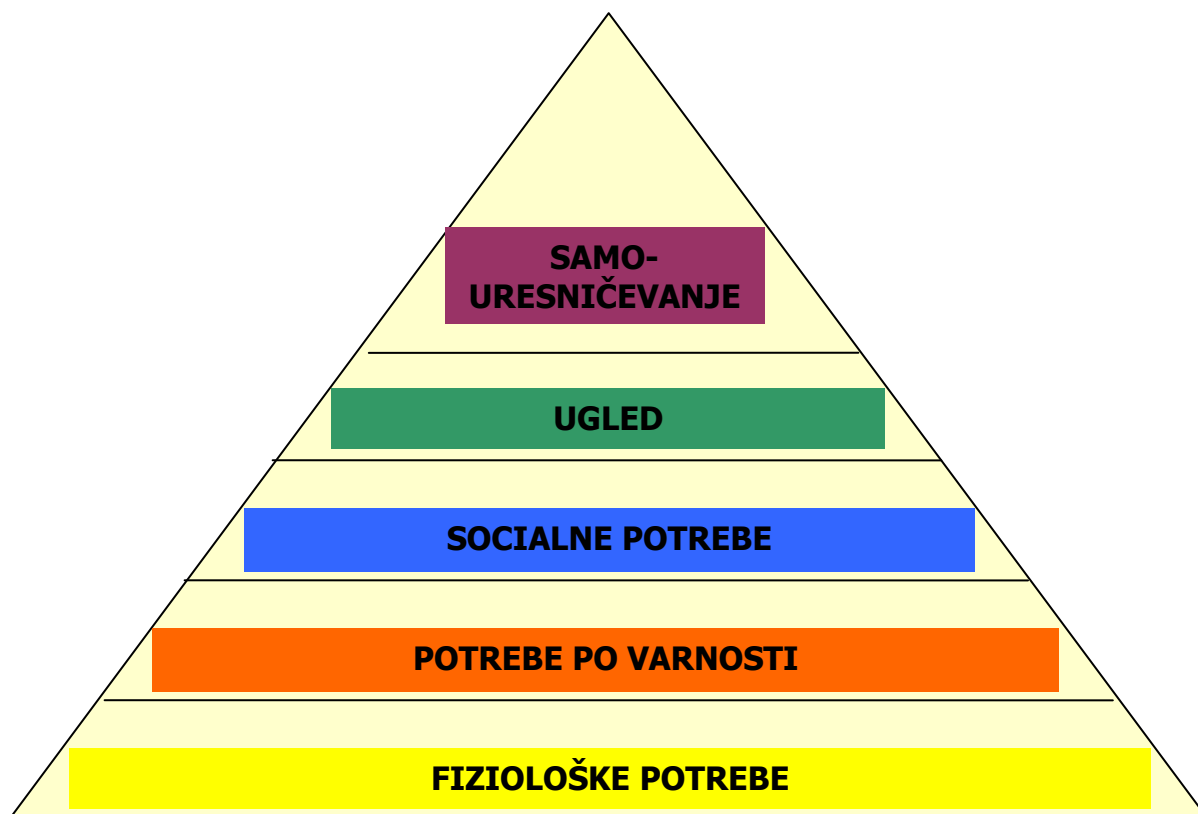 SAMO-
URESNIČEVANJE
UGLED
SOCIALNE POTREBE
POTREBE PO VARNOSTI
FIZIOLOŠKE POTREBE